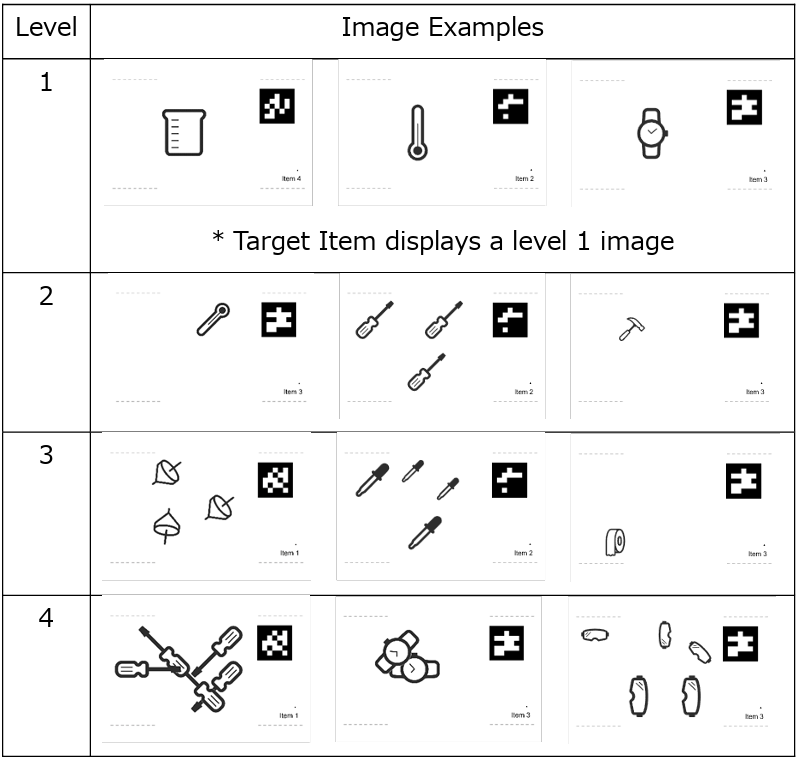 Level Image Examples
1
Item 4 Item 2 Item 3
* Target Item displays a level 1 image
2
Item 3 Item 2 Item 3
3
Item 1 Item 2 Item 3
4
Item 1 Item 3 Item 3